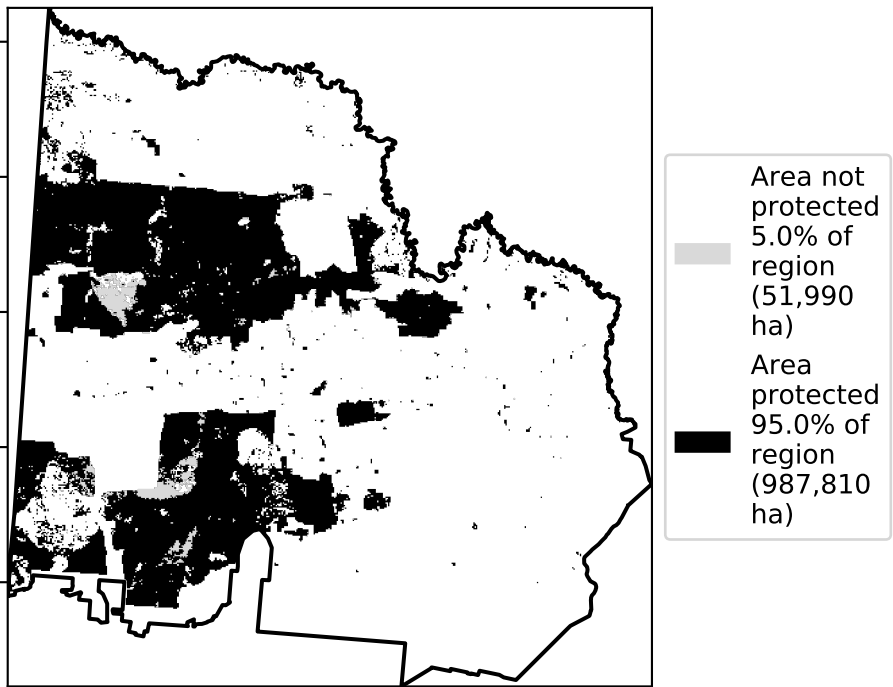 Area not
protected
5.0% of
region
(51,990
ha)
Area
protected
95.0% of
region
(987,810
ha)